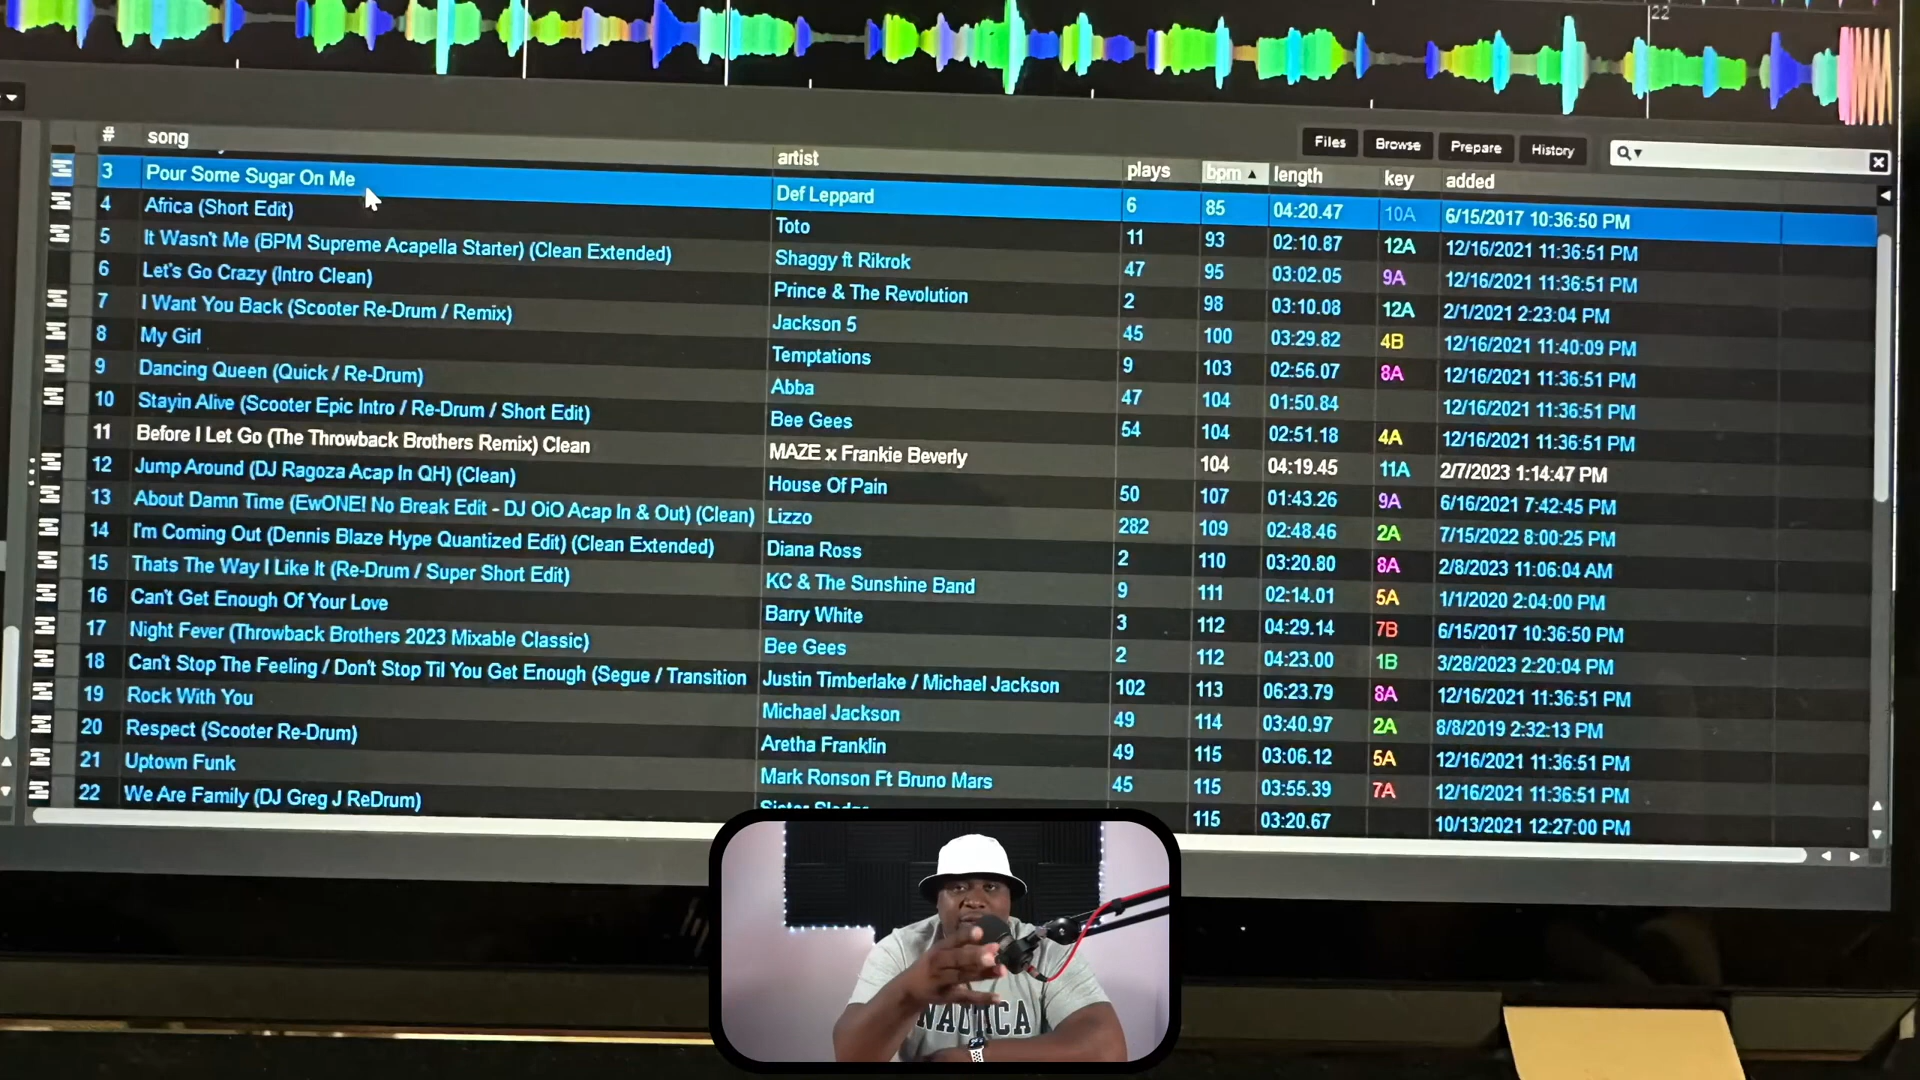 22
Files Browse Prepare History
# song artist plays bpm length key added
3 Pour Some Sugar On Me Def Leppard 6 85 04:20.47 10A 6/15/2017 10:36:50 PM
4 Africa (Short Edit) Toto 11 93 02:10.87 12A 12/16/2021 11:36:51 PM
5 It Wasn't Me (BPM Supreme Acapella Starter) (Clean Extended) Shaggy ft Rikrok 47 95 03:02.05 9A 12/16/2021 11:36:51 PM
6 Let's Go Crazy (Intro Clean) Prince & The Revolution 2 98 03:10.08 12A 2/1/2021 2:23:04 PM
7 I Want You Back (Scooter Re-Drum / Remix) Jackson 5 45 100 03:29.82 4B 12/16/2021 11:40:09 PM
8 My Girl Temptations 9 103 02:56.07 8A 12/16/2021 11:36:51 PM
9 Dancing Queen (Quick / Re-Drum) Abba 47 104 01:50.84 12/16/2021 11:36:51 PM
10 Stayin Alive (Scooter Epic Intro / Re-Drum / Short Edit) Bee Gees 54 104 02:51.18 4A 12/16/2021 11:36:51 PM
11 Before I Let Go (The Throwback Brothers Remix) Clean MAZE x Frankie Beverly 104 04:19.45 11A 2/7/2023 1:14:47 PM
12 Jump Around (DJ Ragoza Acap In QH) (Clean) House Of Pain 50 107 01:43.26 9A 6/16/2021 7:42:45 PM
13 About Damn Time (EwONE! No Break Edit - DJ OiO Acap In & Out) (Clean) Lizzo 282 109 02:48.46 2A 7/15/2022 8:00:25 PM
14 I'm Coming Out (Dennis Blaze Hype Quantized Edit) (Clean Extended) Diana Ross 2 110 03:20.80 8A 2/8/2023 11:06:04 AM
15 Thats The Way I Like It (Re-Drum / Super Short Edit) KC & The Sunshine Band 9 111 02:14.01 5A 1/1/2020 2:04:00 PM
16 Can't Get Enough Of Your Love Barry White 3 112 04:29.14 7B 6/15/2017 10:36:50 PM
17 Night Fever (Throwback Brothers 2023 Mixable Classic) Bee Gees 2 112 04:23.00 1B 3/28/2023 2:20:04 PM
18 Can't Stop The Feeling / Don't Stop Til You Get Enough (Segue / Transition Justin Timberlake / Michael Jackson 102 113 06:23.79 8A 12/16/2021 11:36:51 PM
19 Rock With You Michael Jackson 49 114 03:40.97 2A 8/8/2019 2:32:13 PM
20 Respect (Scooter Re-Drum) Aretha Franklin 49 115 03:06.12 5A 12/16/2021 11:36:51 PM
21 Uptown Funk Mark Ronson Ft Bruno Mars 45 115 03:55.39 7A 12/16/2021 11:36:51 PM
22 We Are Family (DJ Greg J ReDrum) Sister Sledge 115 03:20.67 10/13/2021 12:27:00 PM
hp
NAUTICA